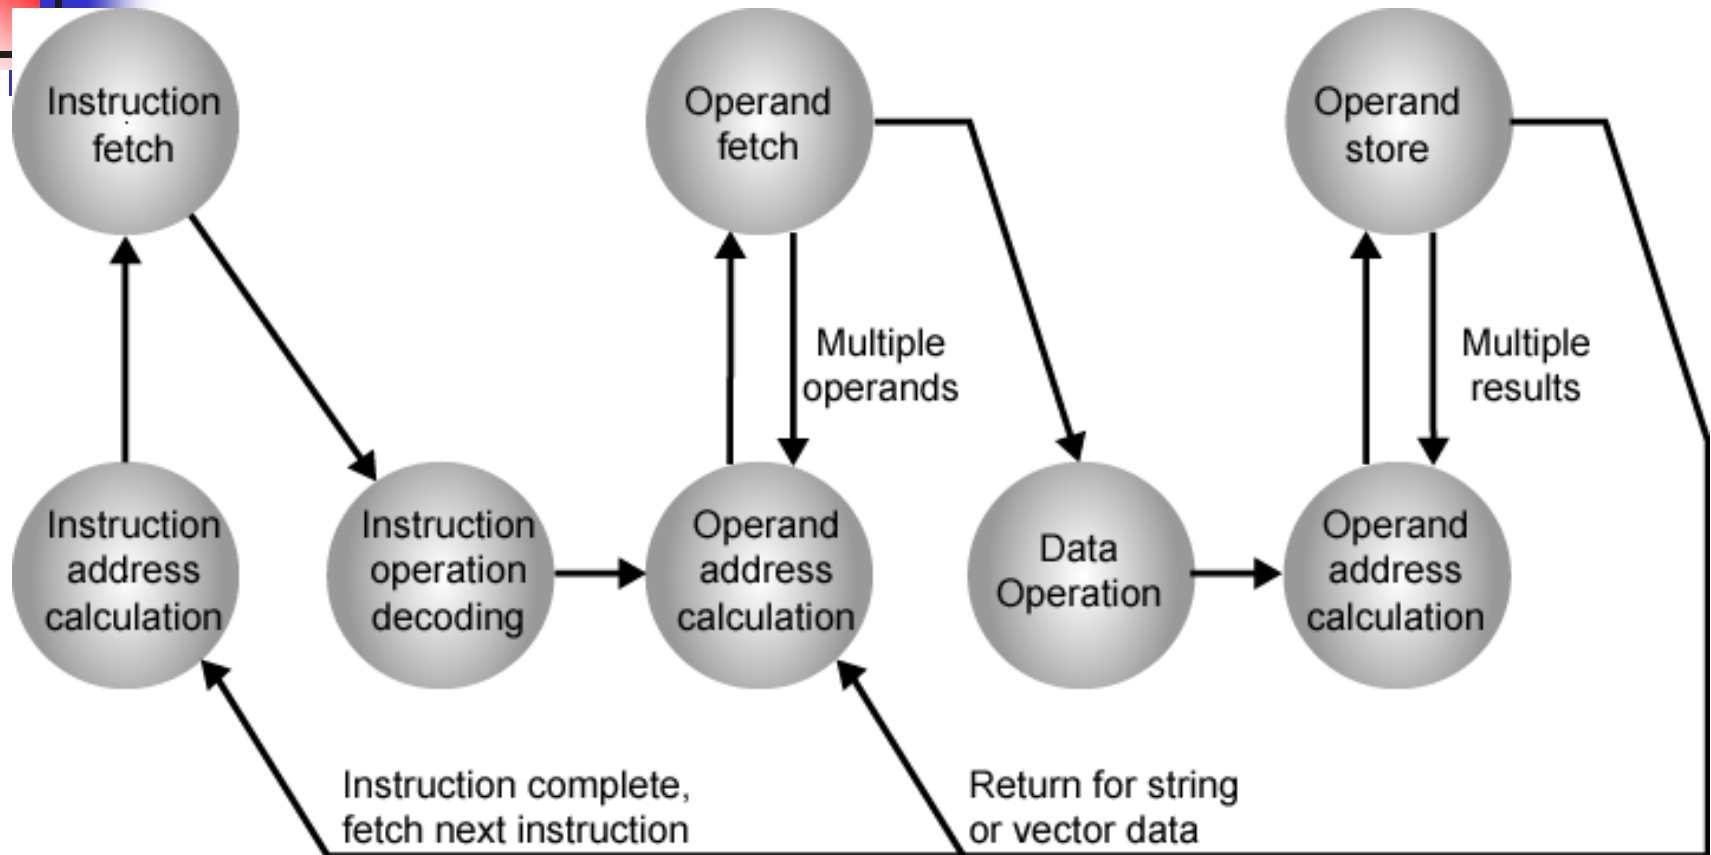 Instruction
fetch
Operand
fetch
Operand
store
Multiple
operands
Multiple
results
Instruction
address
calculation
Instruction
operation
decoding
Operand
address
calculation
Data
Operation
Operand
address
calculation
Instruction complete,
fetch next instruction
Return for string
or vector data